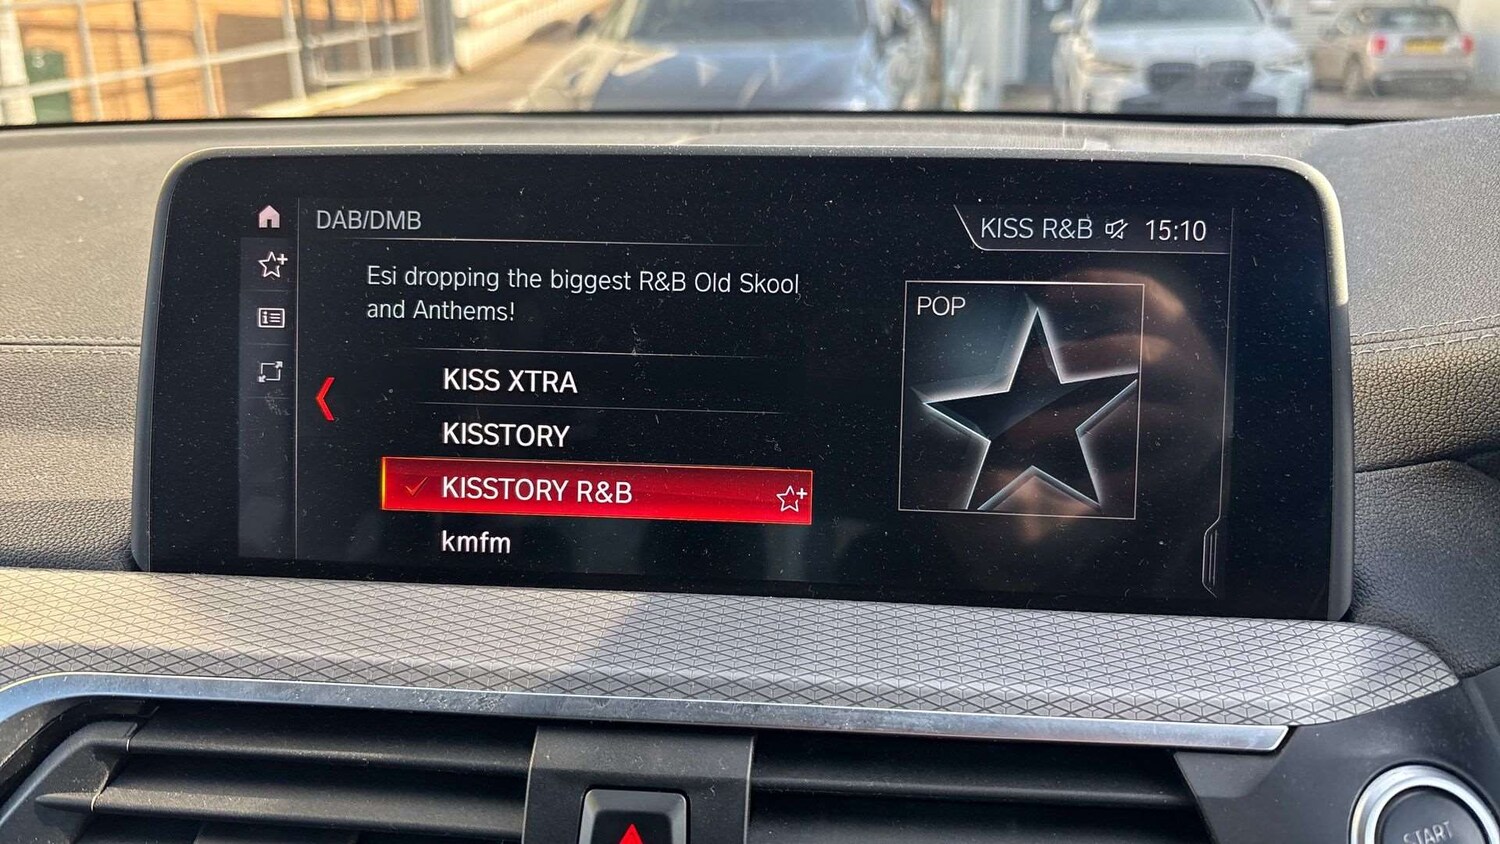 DAB/DMB
KISS R&B 15:10
Esi dropping the biggest R&B Old Skool
and Anthems!
POP
KISS XTRA
KISSTORY
KISSTORY R&B
kmfm
START